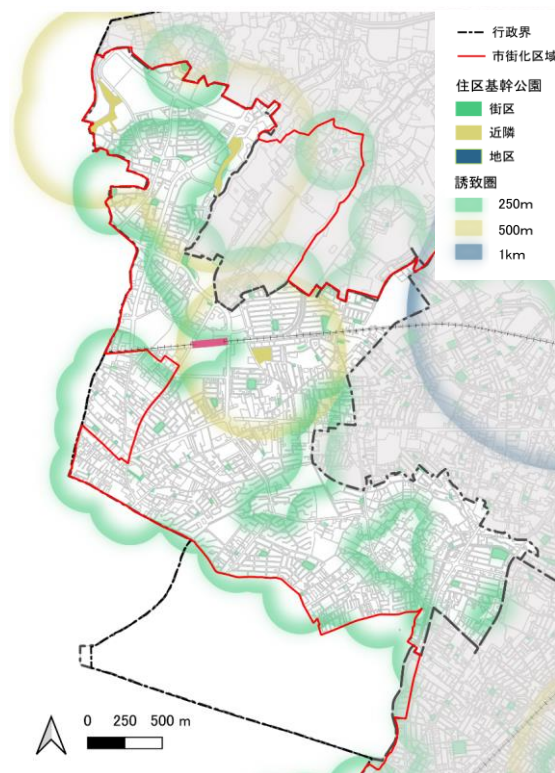 行政界
市街化区域
住区基幹公園
街区
近隣
地区
誘致圏
250m
500m
1km
0 250 500 m